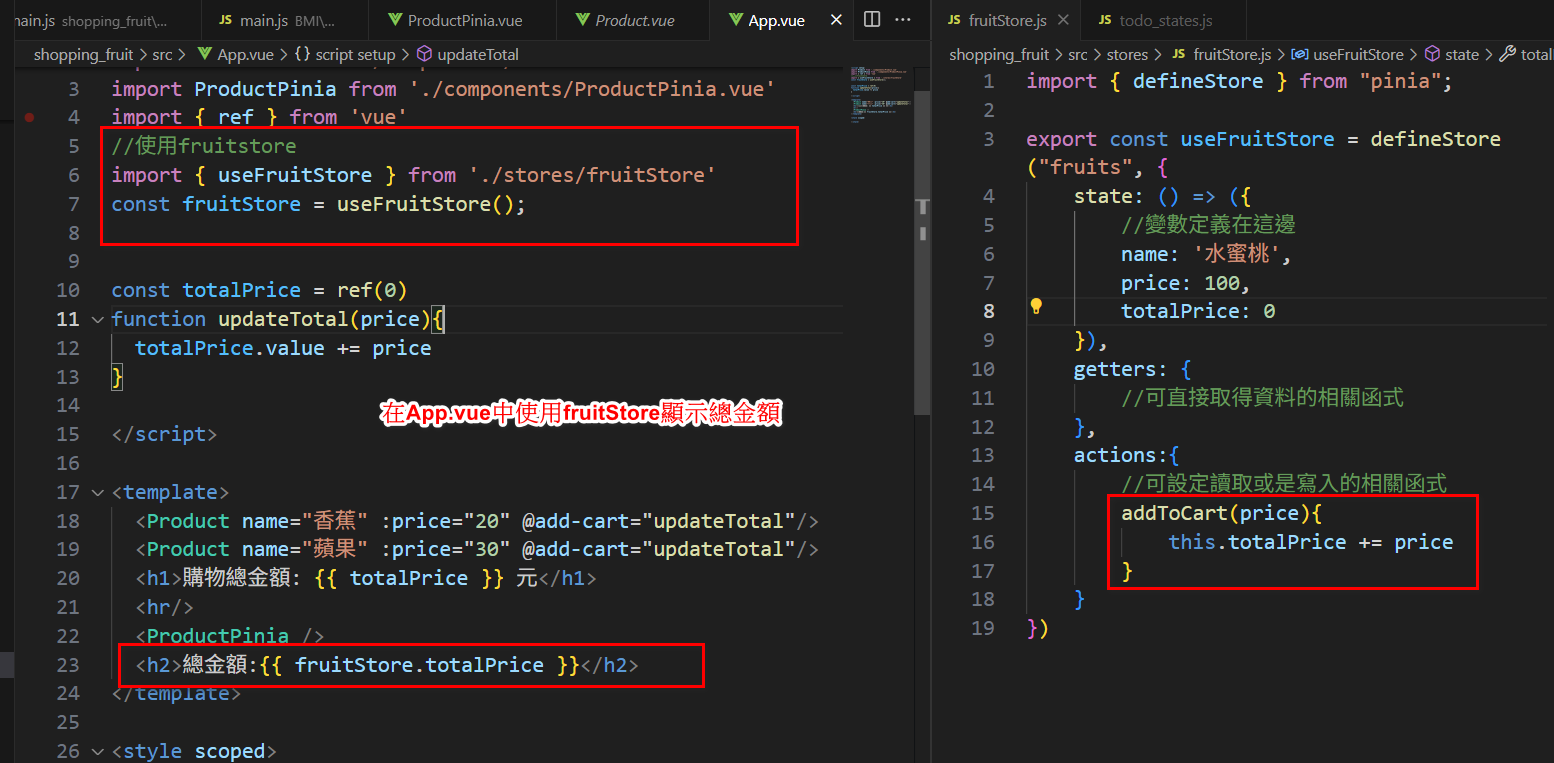 main.js shopping_fruit\...
JS main.js BMI\...
ProductPinia.vue
Product.vue
App.vue
shopping_fruit > src > App.vue > {} script setup > updateTotal
3 import ProductPinia from './components/ProductPinia.vue'
4 import { ref } from 'vue'
5 //使用fruitstore
6 import { useFruitStore } from './stores/fruitStore'
7 const fruitStore = useFruitStore();
8
9
10 const totalPrice = ref(0)
11 function updateTotal(price){
12 totalPrice.value += price
13 }
14
在App.vue中使用fruitStore顯示總金額
15 </script>
16
17 <template>
18 <Product name="香蕉" :price="20" @add-cart="updateTotal"/>
19 <Product name="蘋果" :price="30" @add-cart="updateTotal"/>
20 <h1>購物總金額: {{ totalPrice }} 元</h1>
21 <hr/>
22 <ProductPinia />
23 <h2>總金額:{{ fruitStore.totalPrice }}</h2>
24 </template>
25
26 <style scoped>
JS fruitStore.js
JS todo_states.js
shopping_fruit > src > stores > JS fruitStore.js > useFruitStore > state > total
1 import { defineStore } from "pinia";
2
3 export const useFruitStore = defineStore
("fruits", {
4 state: () => ({
5 //變數定義在這邊
6 name: '水蜜桃',
7 price: 100,
8 totalPrice: 0
9 }),
10 getters: {
11 //可直接取得資料的相關函式
12 },
13 actions:{
14 //可設定讀取或是寫入的相關函式
15 addToCart(price){
16 this.totalPrice += price
17 }
18 }
19 })